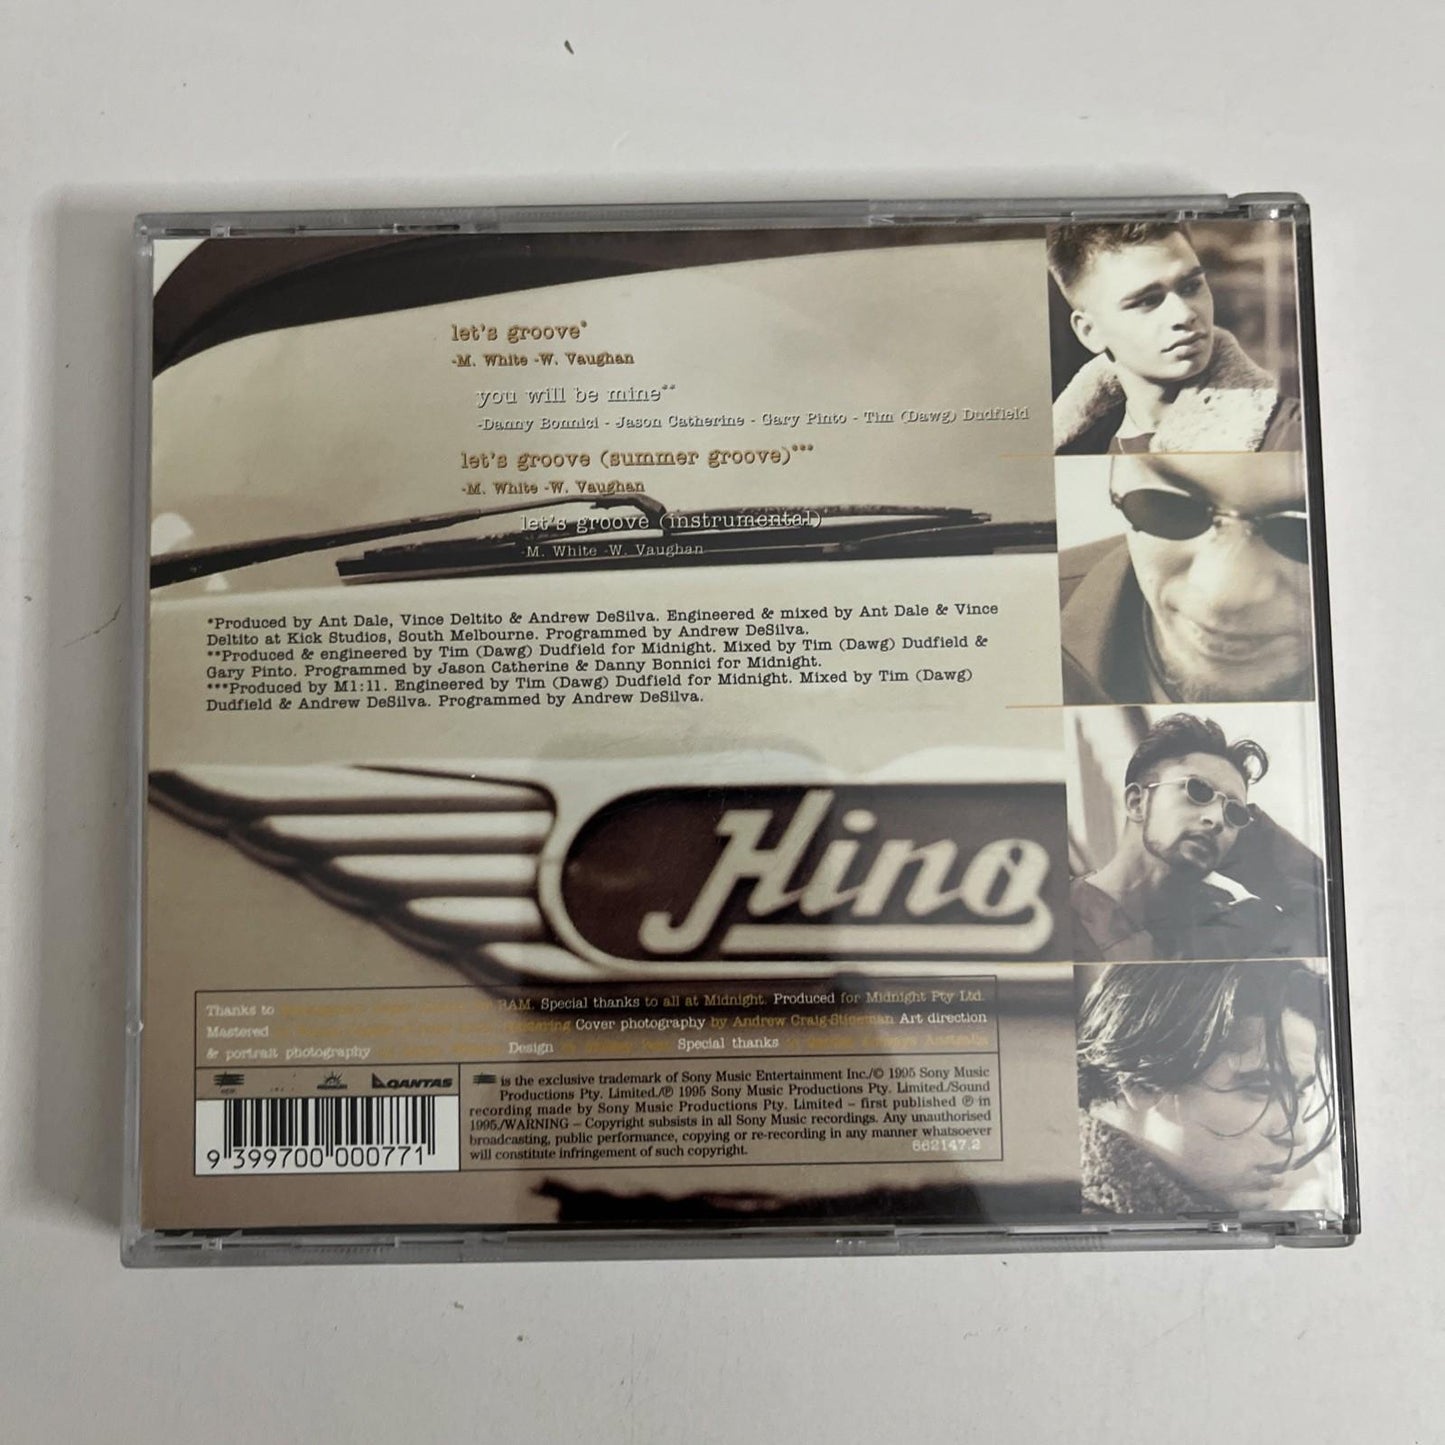 let's groove*
-M. White -W. Vaughan
you will be mine**
-Danny Bonnici - Jason Catherine - Gary Pinto - Tim (Dawg) Dudfield
let's groove (summer groove)***
-M. White -W. Vaughan
let's groove (instrumental)
-M. White -W. Vaughan
*Produced by Ant Dale, Vince Deltito & Andrew DeSilva. Engineered & mixed by Ant Dale & Vince
Deltito at Kick Studios, South Melbourne. Programmed by Andrew DeSilva.
**Produced & engineered by Tim (Dawg) Dudfield for Midnight. Mixed by Tim (Dawg) Dudfield &
Gary Pinto. Programmed by Jason Catherine & Danny Bonnici for Midnight.
***Produced by M1:11. Engineered by Tim (Dawg) Dudfield for Midnight. Mixed by Tim (Dawg)
Dudfield & Andrew DeSilva. Programmed by Andrew DeSilva.
Hino
Thanks to RAM. Special thanks to all at Midnight. Produced for Midnight Pty Ltd.
Mastered Cover photography by Andrew Art direction
& portrait photography Design Special thanks Australia
QANTAS
is the exclusive trademark of Sony Music Entertainment Inc./© 1995 Sony Music
Productions Pty. Limited./℗ 1995 Sony Music Productions Pty. Limited./Sound
recording made by Sony Music Productions Pty. Limited – first published ℗ in
1995./WARNING – Copyright subsists in all Sony Music recordings. Any unauthorised
broadcasting, public performance, copying or re-recording in any manner whatsoever
will constitute infringement of such copyright.
662147.2
9 399700 000771